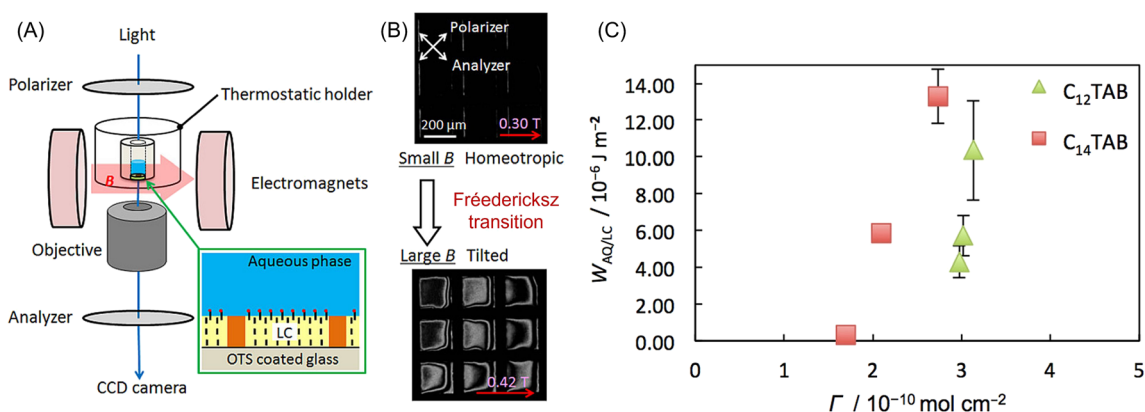 (A)
Light
Polarizer
Thermostatic holder
B
Electromagnets
Objective
Aqueous phase
LC
OTS coated glass
Analyzer
CCD camera
(B)
Polarizer
Analyzer
200 μm
0.30 T
Small B Homeotropic
Fréedericksz
transition
Large B Tilted
0.42 T
(C)
W_AQ/LC / 10⁻⁶ J m⁻²
14.00
12.00
10.00
8.00
6.00
4.00
2.00
0.00
0 1 2 3 4 5
Γ / 10⁻¹⁰ mol cm⁻²
C₁₂TAB
C₁₄TAB